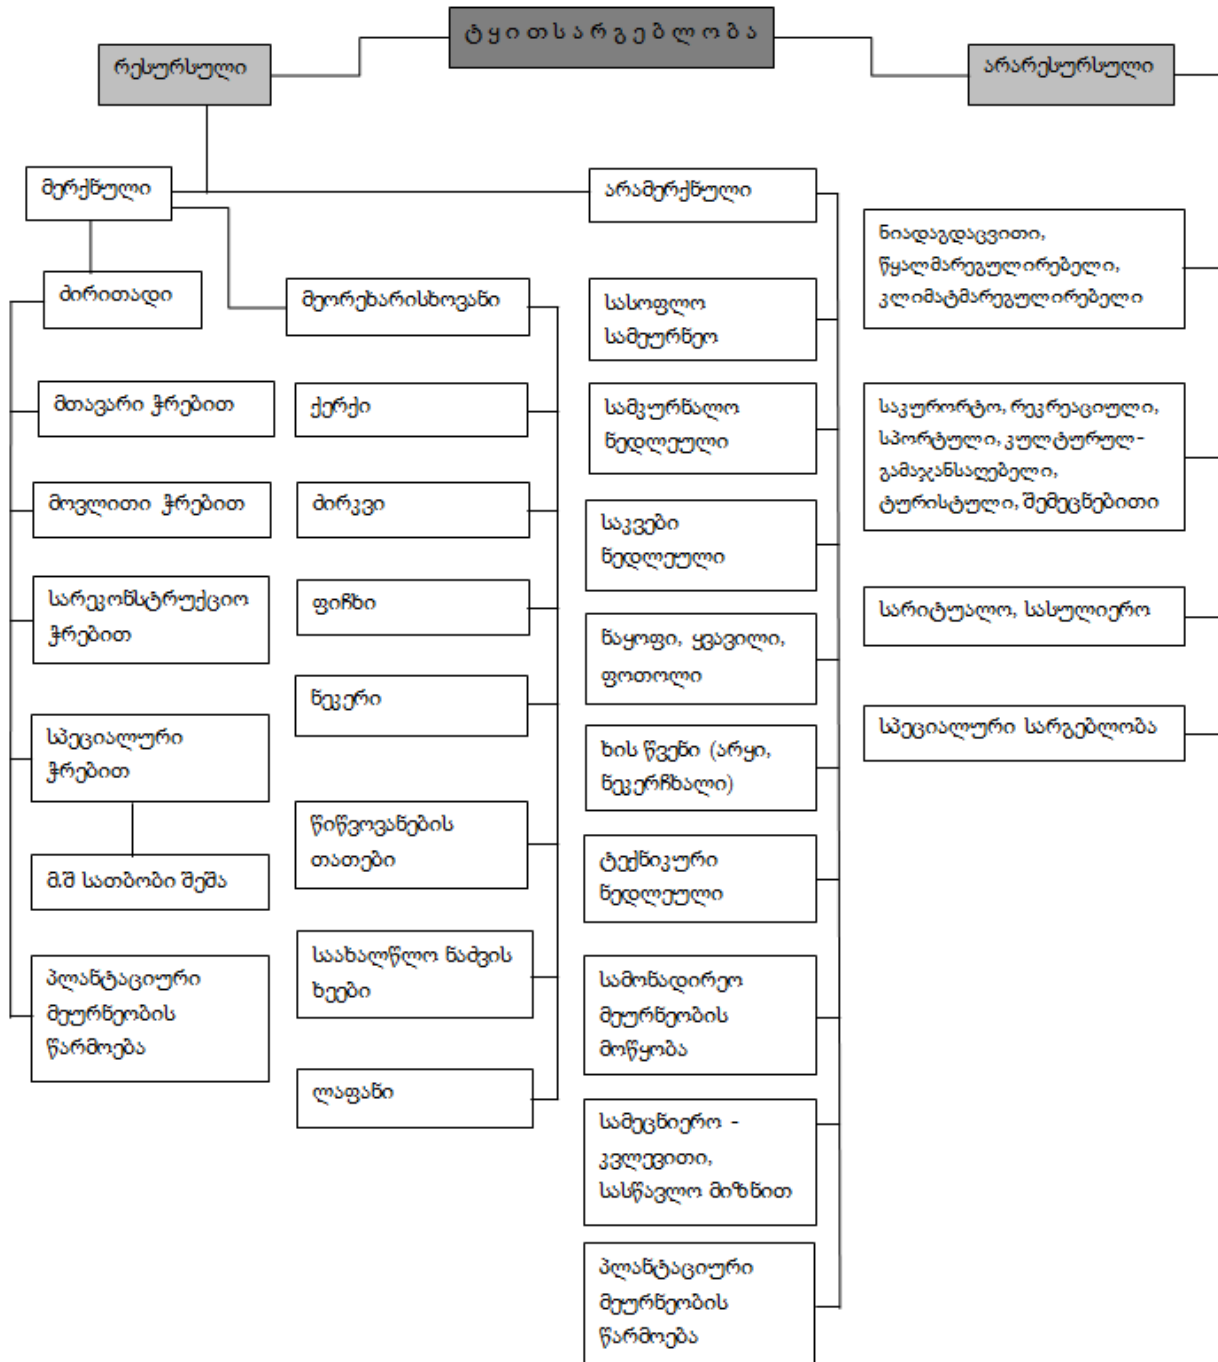 ტყითსარგებლობა
რესურსული
არარესურსული
მერქნული
არამერქნული
ძირითადი
მეორეხარისხოვანი
მთავარი ჭრებით
მოვლითი ჭრებით
სარეკონსტრუქციო
ჭრებით
სპეციალური
ჭრებით
მ.შ სათბობი შეშა
პლანტაციური
მეურნეობის
წარმოება
ქერქი
ძირკვი
ფიჩხი
ნეკერი
წიწვოვანების
თათები
საახალწლო ნაძვის
ხეები
ლაფანი
სასოფლო
სამეურნეო
სამკურნალო
ნედლეული
საკვები
ნედლეული
ნაყოფი, ყვავილი,
ფოთოლი
ხის წვენი (არყი,
ნეკერჩხალი)
ტექნიკური
ნედლეული
სამონადირეო
მეურნეობის
მოწყობა
სამეცნიერო -
კვლევითი,
სასწავლო მიზნით
პლანტაციური
მეურნეობის
წარმოება
ნიადაგდაცვითი,
წყალმარეგულირებელი,
კლიმატმარეგულირებელი
საკურორტო, რეკრეაციული,
სპორტული, კულტურულ-
გამაჯანსაღებელი,
ტურისტული, შემეცნებითი
სარიტუალო, სასულიერო
სპეციალური სარგებლობა